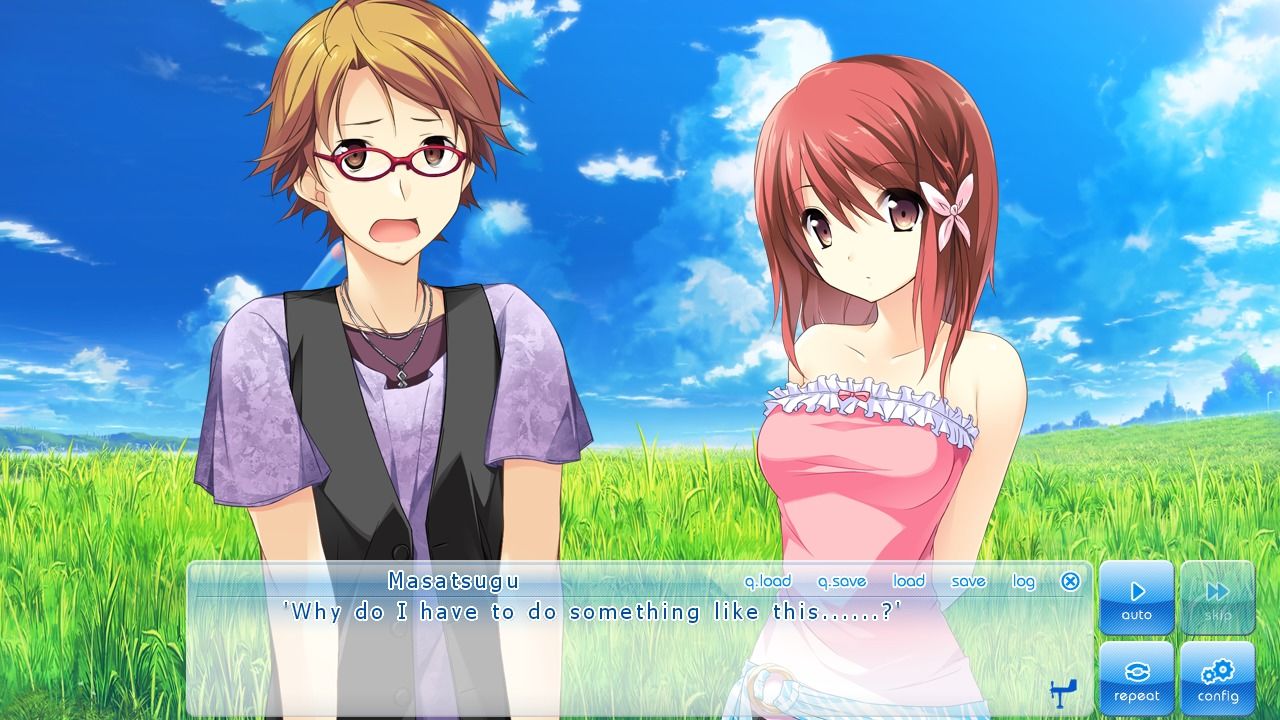 Masatsugu
q.load q.save load save log
'Why do I have to do something like this......?'
auto
skip
repeat
config